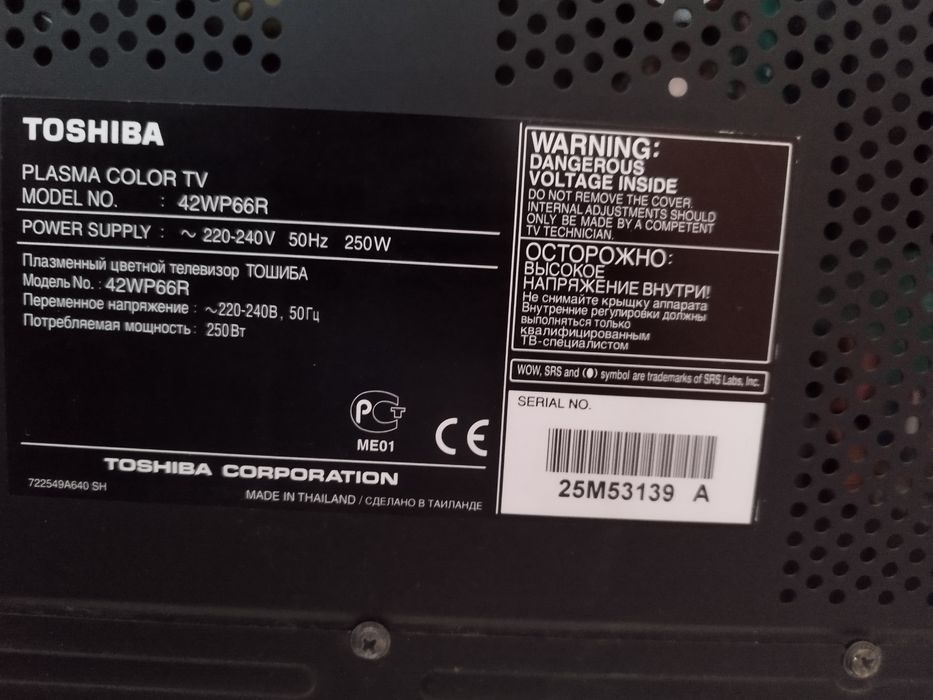 TOSHIBA
PLASMA COLOR TV
MODEL NO. : 42WP66R
POWER SUPPLY : ~ 220-240V 50Hz 250W
Плазменный цветной телевизор ТОШИБА
Модель No. : 42WP66R
Переменное напряжение : ~220-240В, 50Гц
Потребляемая мощность: 250Вт
РСТ
ME01
CE
TOSHIBA CORPORATION
722549A640 SH
MADE IN THAILAND / СДЕЛАНО В ТАИЛАНДЕ
WARNING:
DANGEROUS
VOLTAGE INSIDE
DO NOT REMOVE THE COVER.
INTERNAL ADJUSTMENTS SHOULD
ONLY BE MADE BY A COMPETENT
TV TECHNICIAN.
ОСТОРОЖНО:
ВЫСОКОЕ
НАПРЯЖЕНИЕ ВНУТРИ!
Не снимайте крышку аппарата
Внутренние регулировки должны
выполняться только
квалифицированным
ТВ-специалистом
WOW, SRS and (●) symbol are trademarks of SRS Labs, Inc.
SERIAL NO.
25M53139 A